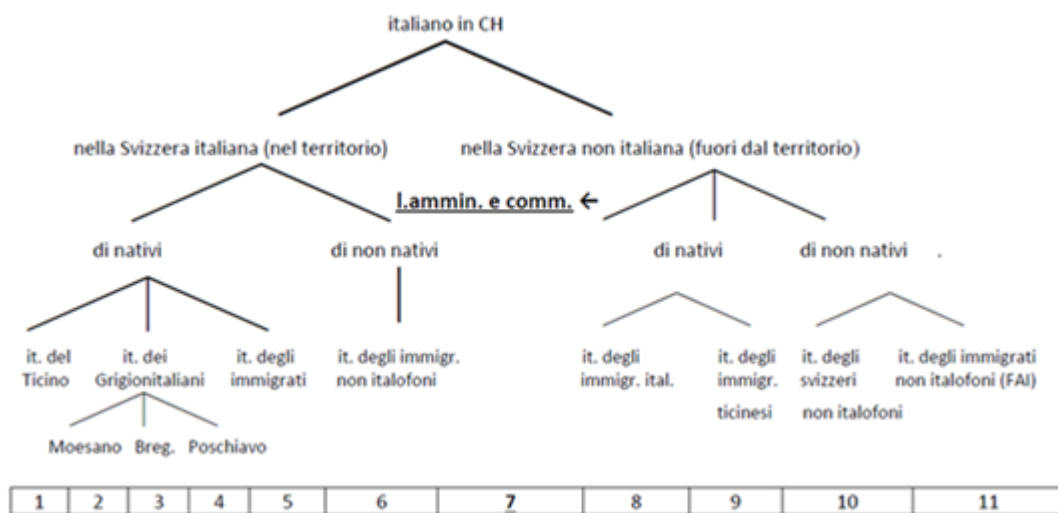 italiano in CH
nella Svizzera italiana (nel territorio) nella Svizzera non italiana (fuori dal territorio)
l.ammin. e comm. ←
di nativi di non nativi di nativi di non nativi .
it. del it. dei it. degli it. degli immigr. it. degli it. degli it. degli it. degli immigrati
Ticino Grigionitaliani immigrati non italofoni immigr. ital. immigr. svizzeri non italofoni (FAI)
ticinesi non italofoni
Moesano Breg. Poschiavo
1 2 3 4 5 6 7 8 9 10 11